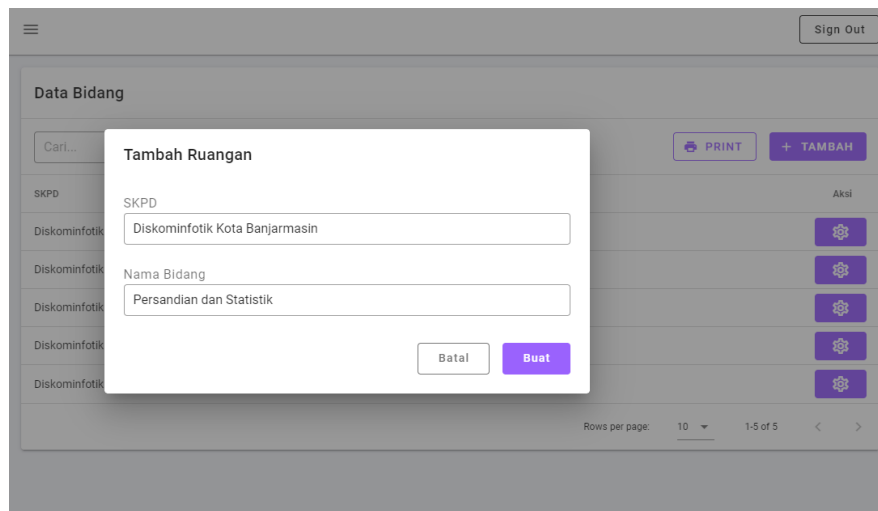 Sign Out
Data Bidang
Cari...
PRINT
+ TAMBAH
Tambah Ruangan
SKPD
Aksi
SKPD
Diskominfotik Kota Banjarmasin
Diskominfotik
Diskominfotik
Nama Bidang
Persandian dan Statistik
Diskominfotik
Diskominfotik
Batal
Buat
Diskominfotik
Rows per page:
10
1-5 of 5